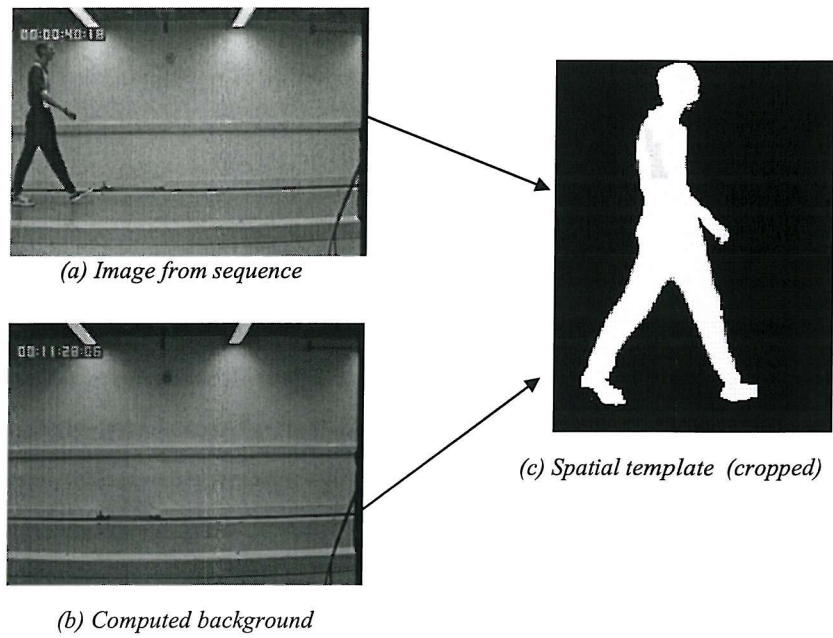 00:00:40:18
(a) Image from sequence
00:11:28:06
(b) Computed background
(c) Spatial template (cropped)